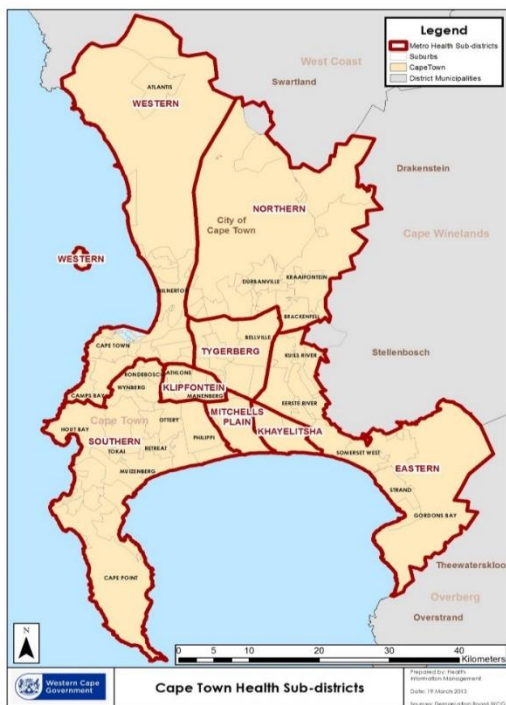 Legend
Metro Health Sub-districts
Suburbs
CapeTown
District Municipalities
West Coast
Swartland
ATLANTIS
WESTERN
Drakenstein
NORTHERN
City of
Cape Town
Cape Winelands
WESTERN
DURBANVILLE
KRAAIFONTEIN
MILNERTON
BRACKENFELL
BELLVILLE
CAPE TOWN
TYGERBERG
KUILS RIVER
Stellenbosch
RONDEBOSCH
ATHLONE
WYNBERG
KLIPFONTEIN
CAMPS BAY
MANENBERG
EERSTE RIVER
MITCHELLS
PLAIN
Cape Town
OTTERY
HOUT BAY
SOUTHERN
PHILIPPI
KHAYELITSHA
TOKAI
RETREAT
SOMERSET WEST
EASTERN
MUIZENBERG
STRAND
GORDONS BAY
CAPE POINT
Theewaterskloof
Overberg
Overstrand
N
0 5 10 20 30 40
Kilometers
Western Cape
Government
Cape Town Health Sub-districts
Prepared by: Health
Information Management
Date: 19 March 2013